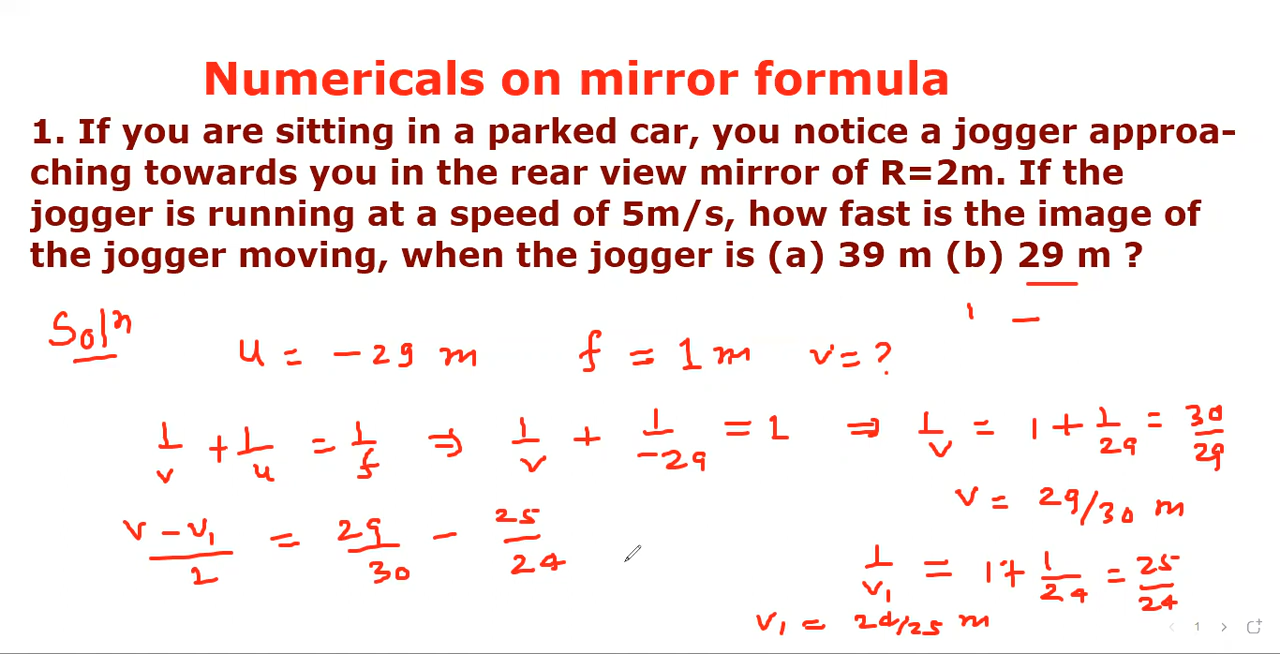 Numericals on mirror formula
1. If you are sitting in a parked car, you notice a jogger approa-
ching towards you in the rear view mirror of R=2m. If the
jogger is running at a speed of 5m/s, how fast is the image of
the jogger moving, when the jogger is (a) 39 m (b) 29 m ?
Solⁿ
u = -29 m f = 1 m v = ?
1/v + 1/u = 1/f ⇒ 1/v + 1/-29 = 1 ⇒ 1/v = 1 + 1/29 = 30/29
v = 29/30 m
v - v₁/2 = 29/30 - 25/24
1/v₁ = 1 + 1/24 = 25/24
v₁ = 24/25 m
1